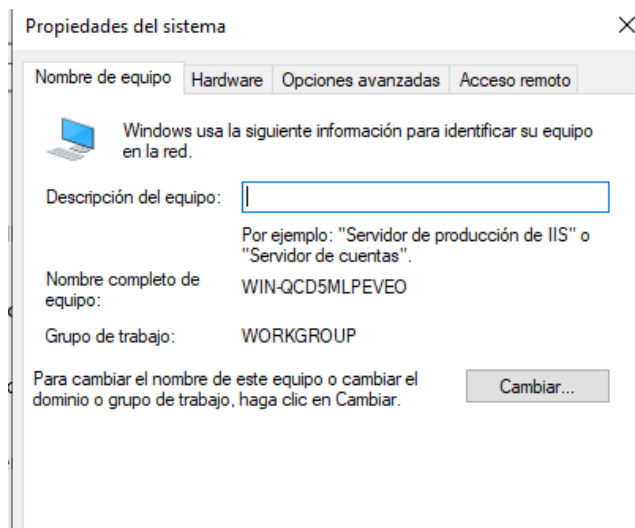 Propiedades del sistema
Nombre de equipo
Hardware
Opciones avanzadas
Acceso remoto
Windows usa la siguiente información para identificar su equipo
en la red.
Descripción del equipo:
Por ejemplo: "Servidor de producción de IIS" o
"Servidor de cuentas".
Nombre completo de
equipo:
WIN-QCD5MLPEVEO
Grupo de trabajo:
WORKGROUP
Para cambiar el nombre de este equipo o cambiar el
dominio o grupo de trabajo, haga clic en Cambiar.
Cambiar...